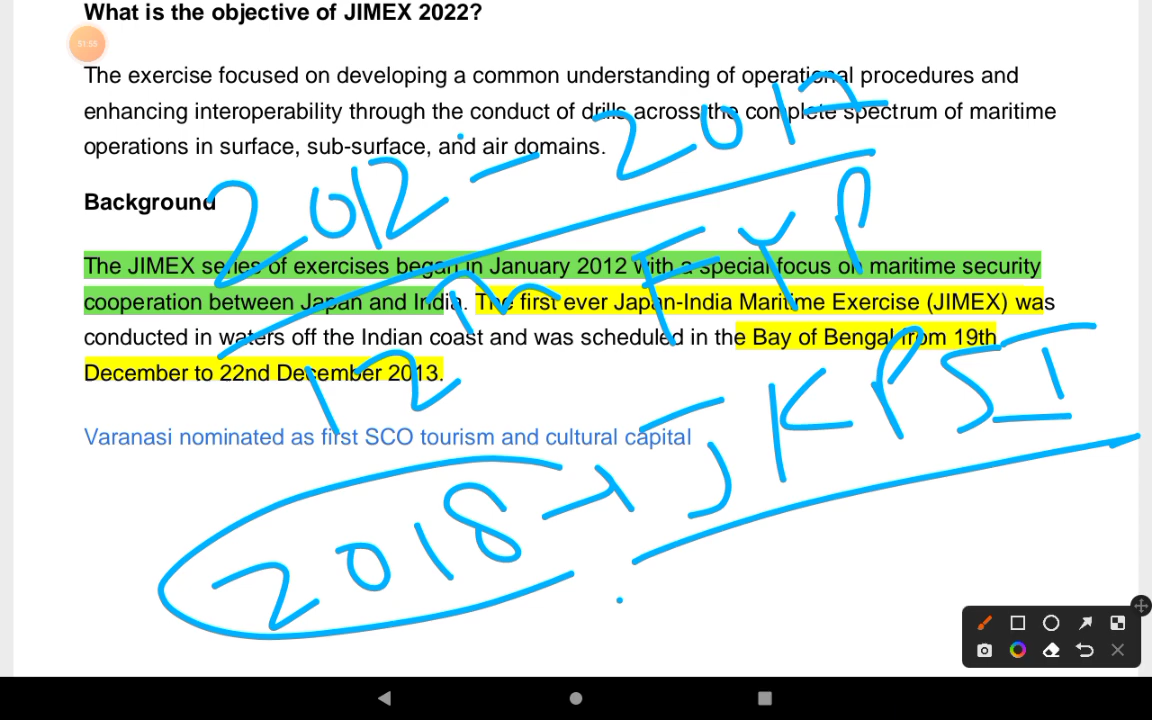 What is the objective of JIMEX 2022?
51:55
The exercise focused on developing a common understanding of operational procedures and
enhancing interoperability through the conduct of drills across the complete spectrum of maritime
operations in surface, sub-surface, and air domains.
2012 - 2017
Background
12th FYP
The JIMEX series of exercises began in January 2012 with a special focus on maritime security
cooperation between Japan and India. The first ever Japan-India Maritime Exercise (JIMEX) was
conducted in waters off the Indian coast and was scheduled in the Bay of Bengal from 19th
December to 22nd December 2013.
Varanasi nominated as first SCO tourism and cultural capital
2018 → JKPSI